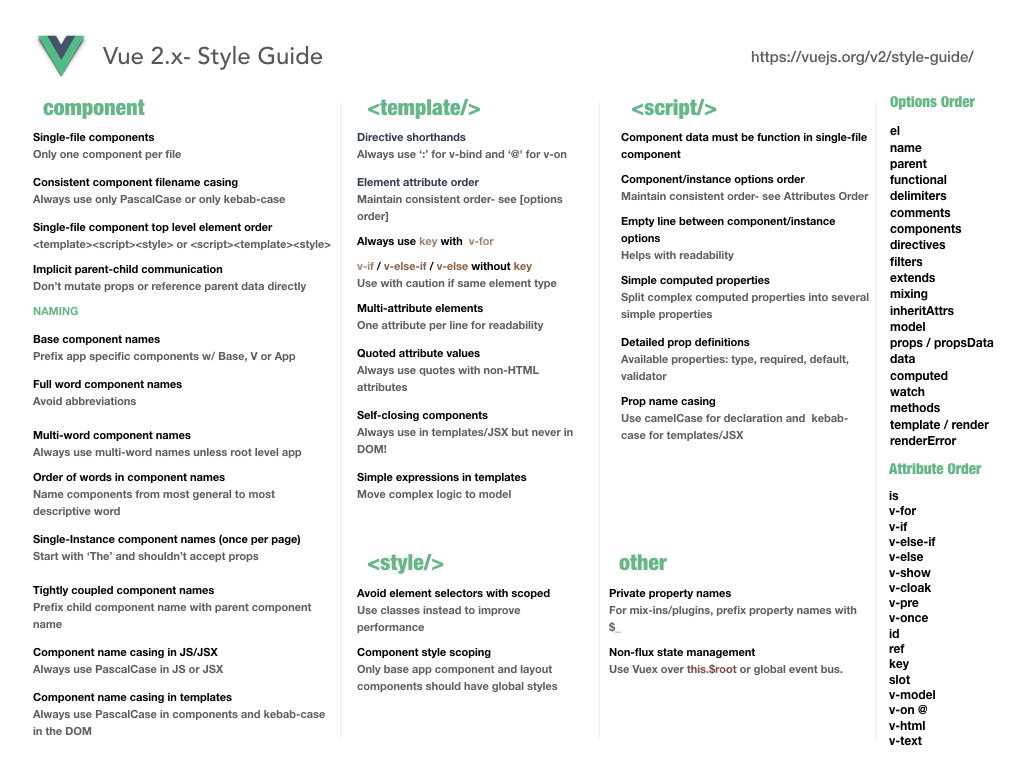 Vue 2.x- Style Guide
https://vuejs.org/v2/style-guide/
component
Single-file components
Only one component per file
Consistent component filename casing
Always use only PascalCase or only kebab-case
Single-file component top level element order
<template><script><style> or <script><template><style>
Implicit parent-child communication
Don't mutate props or reference parent data directly
NAMING
Base component names
Prefix app specific components w/ Base, V or App
Full word component names
Avoid abbreviations
Multi-word component names
Always use multi-word names unless root level app
Order of words in component names
Name components from most general to most
descriptive word
Single-Instance component names (once per page)
Start with ‘The’ and shouldn’t accept props
Tightly coupled component names
Prefix child component name with parent component
name
Component name casing in JS/JSX
Always use PascalCase in JS or JSX
Component name casing in templates
Always use PascalCase in components and kebab-case
in the DOM
<template/>
Directive shorthands
Always use ‘:’ for v-bind and ‘@‘ for v-on
Element attribute order
Maintain consistent order- see [options
order]
Always use key with v-for
v-if / v-else-if / v-else without key
Use with caution if same element type
Multi-attribute elements
One attribute per line for readability
Quoted attribute values
Always use quotes with non-HTML
attributes
Self-closing components
Always use in templates/JSX but never in
DOM!
Simple expressions in templates
Move complex logic to model
<style/>
Avoid element selectors with scoped
Use classes instead to improve
performance
Component style scoping
Only base app component and layout
components should have global styles
<script/>
Component data must be function in single-file
component
Component/instance options order
Maintain consistent order- see Attributes Order
Empty line between component/instance
options
Helps with readability
Simple computed properties
Split complex computed properties into several
simple properties
Detailed prop definitions
Available properties: type, required, default,
validator
Prop name casing
Use camelCase for declaration and kebab-
case for templates/JSX
other
Private property names
For mix-ins/plugins, prefix property names with
$_
Non-flux state management
Use Vuex over this.$root or global event bus.
Options Order
el
name
parent
functional
delimiters
comments
components
directives
filters
extends
mixing
inheritAttrs
model
props / propsData
data
computed
watch
methods
template / render
renderError
Attribute Order
is
v-for
v-if
v-else-if
v-else
v-show
v-cloak
v-pre
v-once
id
ref
key
slot
v-model
v-on @
v-html
v-text